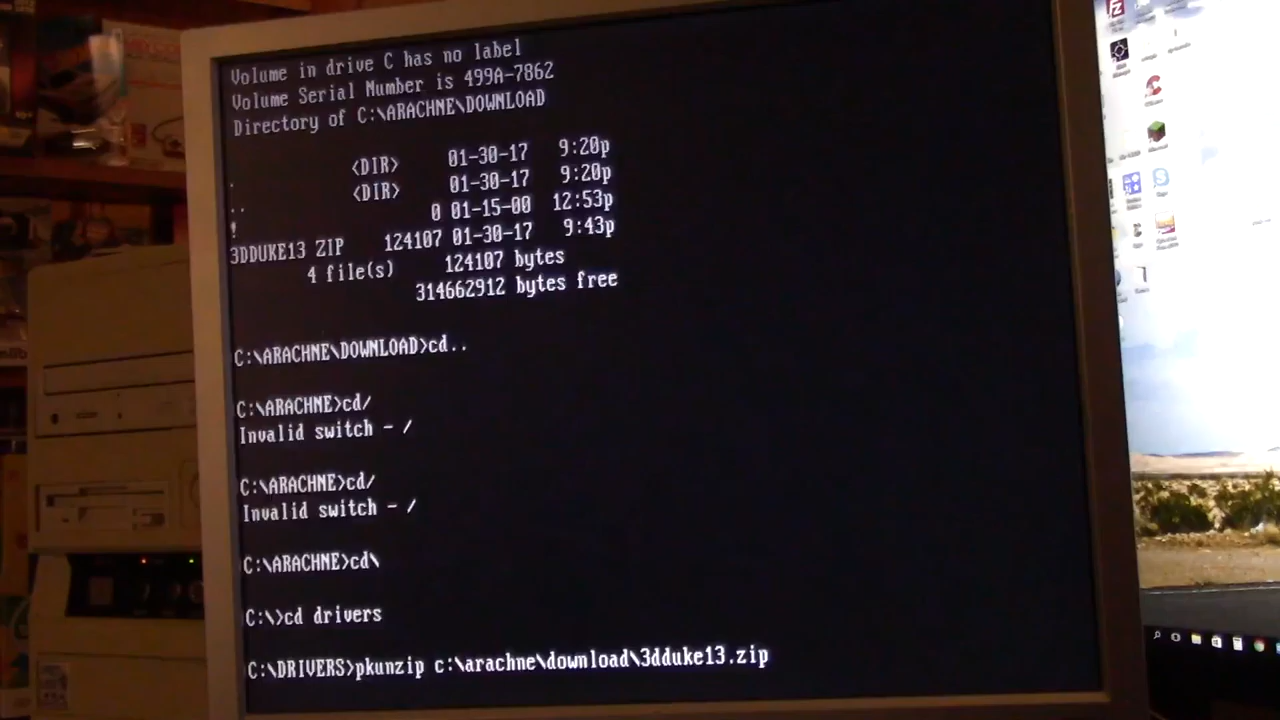 Volume in drive C has no label
Volume Serial Number is 499A-7862
Directory of C:\ARACHNE\DOWNLOAD
. <DIR> 01-30-17 9:20p
.. <DIR> 01-30-17 9:20p
! 0 01-15-00 12:53p
3DDUKE13 ZIP 124107 01-30-17 9:43p
4 file(s) 124107 bytes
314662912 bytes free
C:\ARACHNE\DOWNLOAD>cd..
C:\ARACHNE>cd/
Invalid switch - /
C:\ARACHNE>cd/
Invalid switch - /
C:\ARACHNE>cd\
C:\>cd drivers
C:\DRIVERS>pkunzip c:\arachne\download\3dduke13.zip